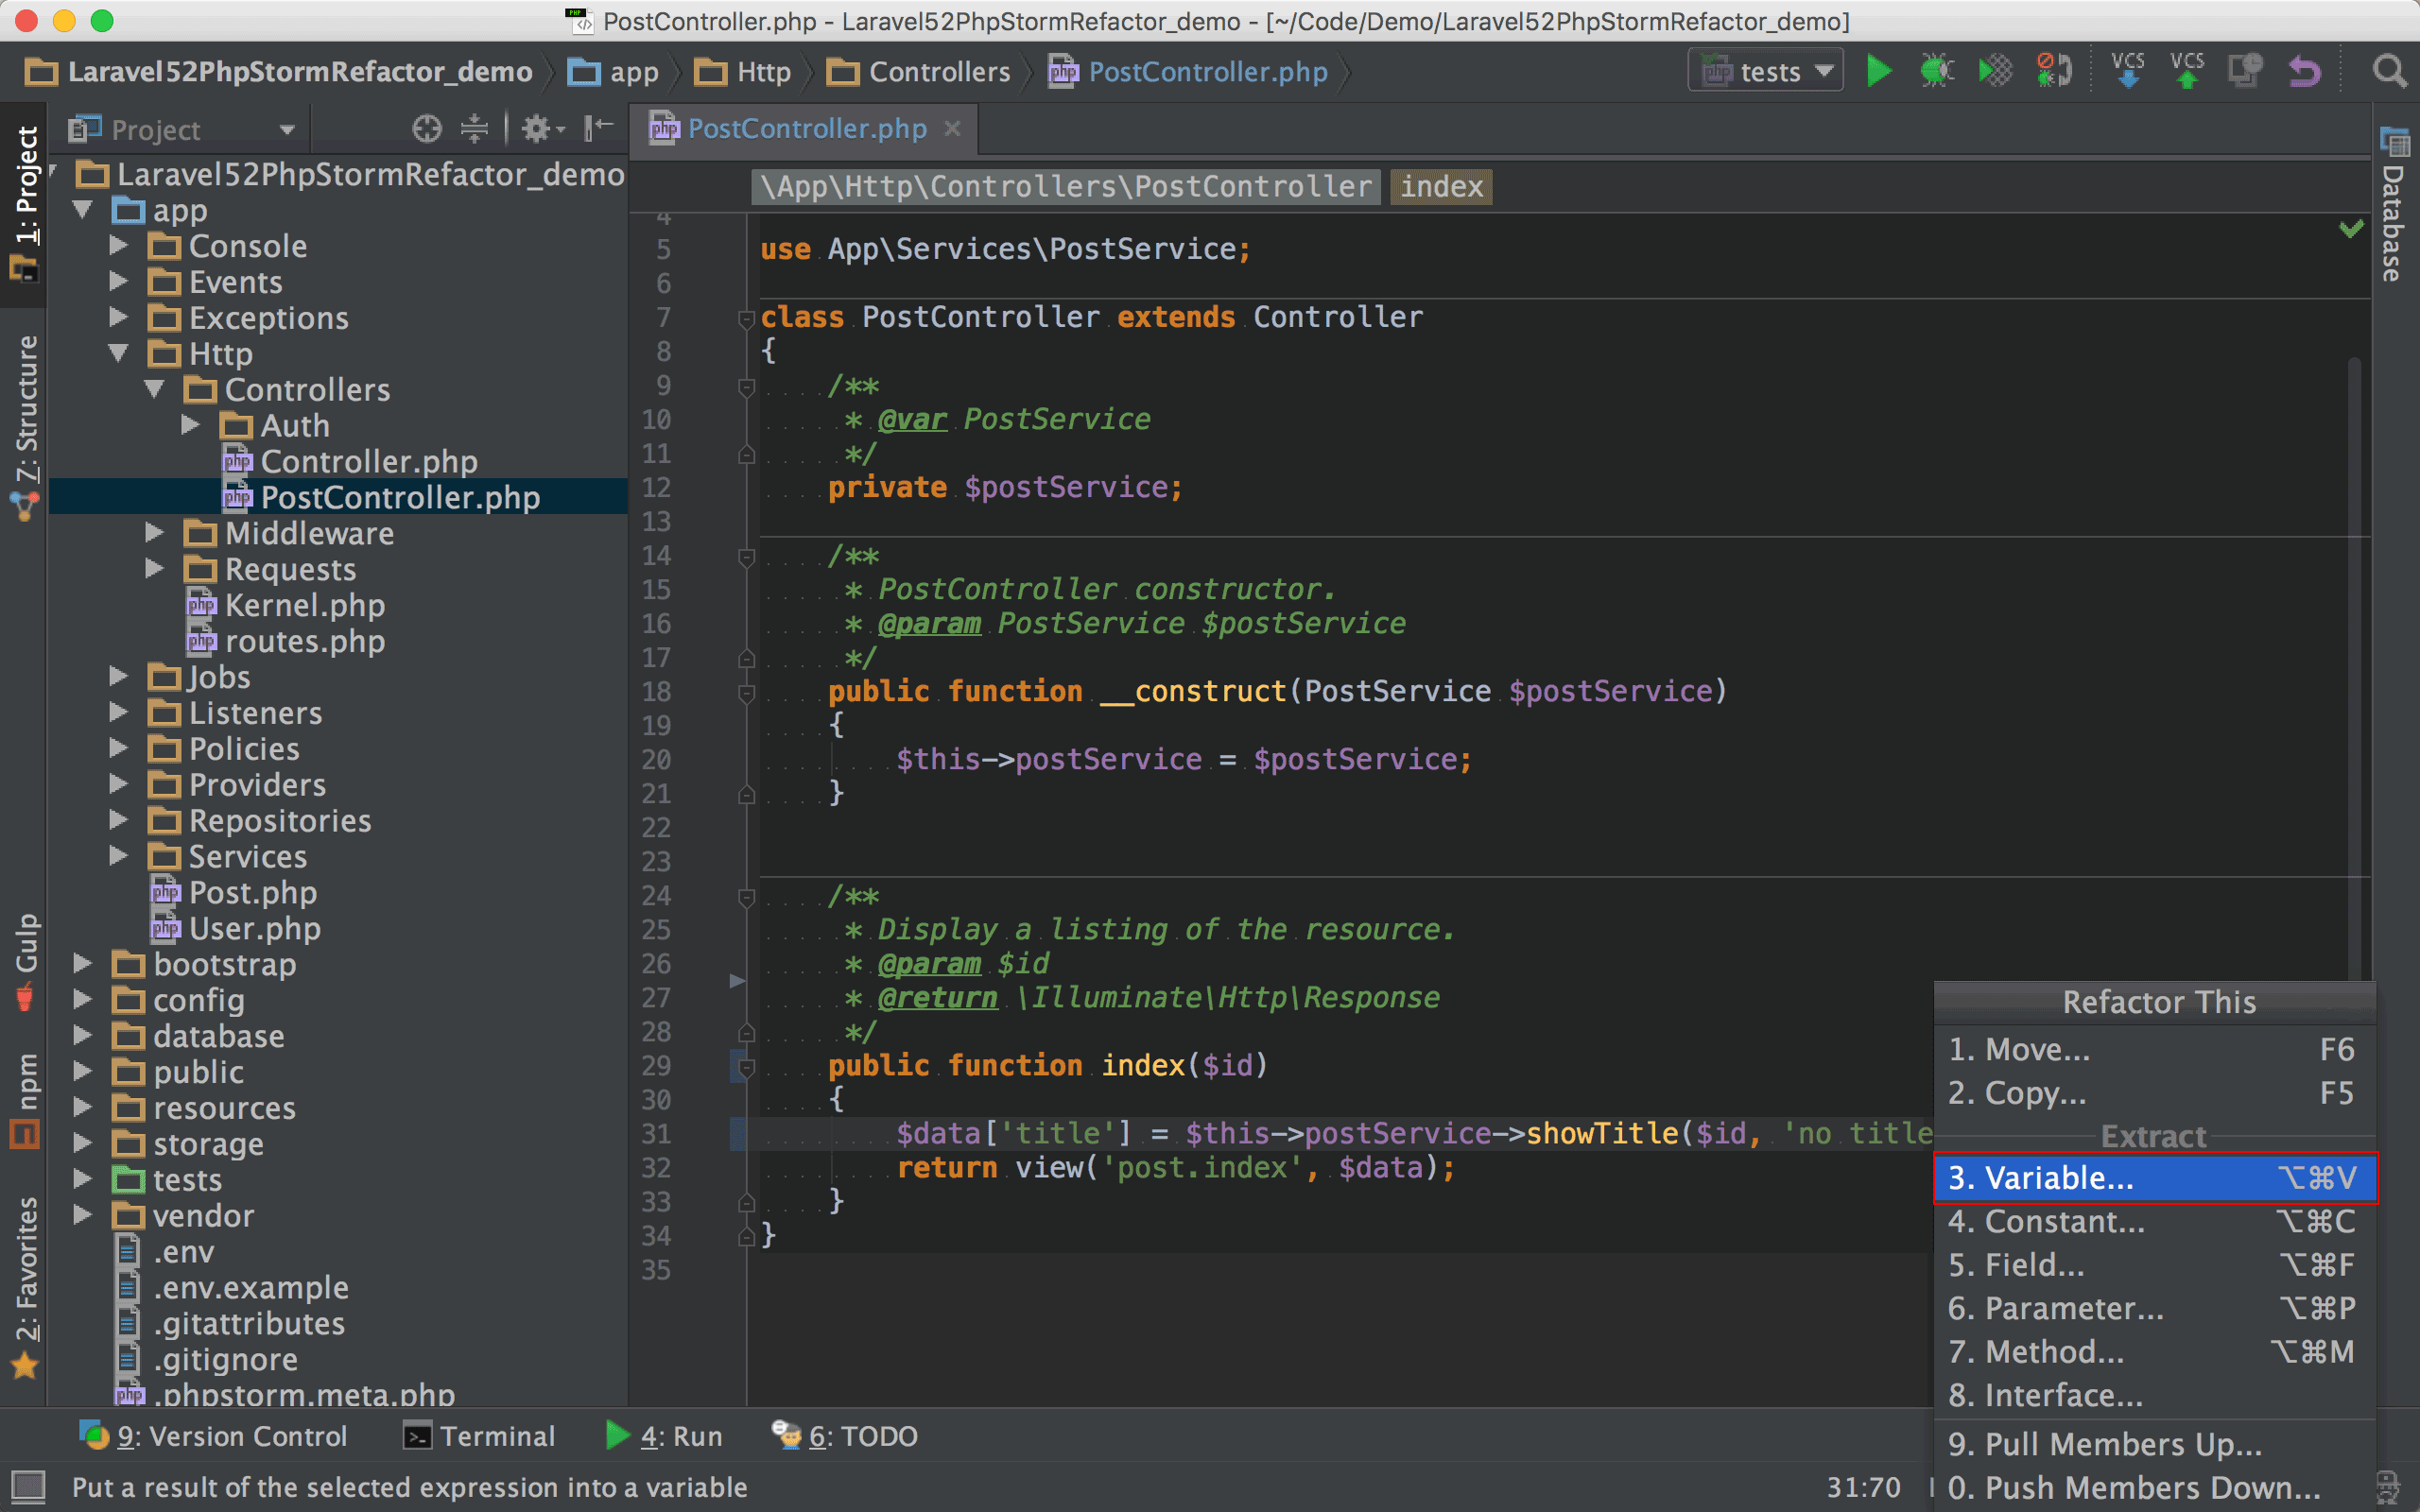 PostController.php - Laravel52PhpStormRefactor_demo - [~/Code/Demo/Laravel52PhpStormRefactor_demo]
Laravel52PhpStormRefactor_demo app Http Controllers PostController.php tests VCS VCS
1: Project
7: Structure
Gulp
npm
2: Favorites
Project
Laravel52PhpStormRefactor_demo
app
Console
Events
Exceptions
Http
Controllers
Auth
Controller.php
PostController.php
Middleware
Requests
Kernel.php
routes.php
Jobs
Listeners
Policies
Providers
Repositories
Services
Post.php
User.php
bootstrap
config
database
public
resources
storage
tests
vendor
.env
.env.example
.gitattributes
.gitignore
.phpstorm.meta.php
PostController.php
\App\Http\Controllers\PostController index
4
5 use App\Services\PostService;
6
7 class PostController extends Controller
8 {
9 /**
10 * @var PostService
11 */
12 private $postService;
13
14 /**
15 * PostController constructor.
16 * @param PostService $postService
17 */
18 public function __construct(PostService $postService)
19 {
20 $this->postService = $postService;
21 }
22
23
24 /**
25 * Display a listing of the resource.
26 * @param $id
27 * @return \Illuminate\Http\Response
28 */
29 public function index($id)
30 {
31 $data['title'] = $this->postService->showTitle($id, 'no title
32 return view('post.index', $data);
33 }
34 }
35
Database
Refactor This
1. Move... F6
2. Copy... F5
Extract
3. Variable... ⌥⌘V
4. Constant... ⌥⌘C
5. Field... ⌥⌘F
6. Parameter... ⌥⌘P
7. Method... ⌥⌘M
8. Interface...
9. Pull Members Up...
0. Push Members Down...
9: Version Control Terminal 4: Run 6: TODO
Put a result of the selected expression into a variable 31:70